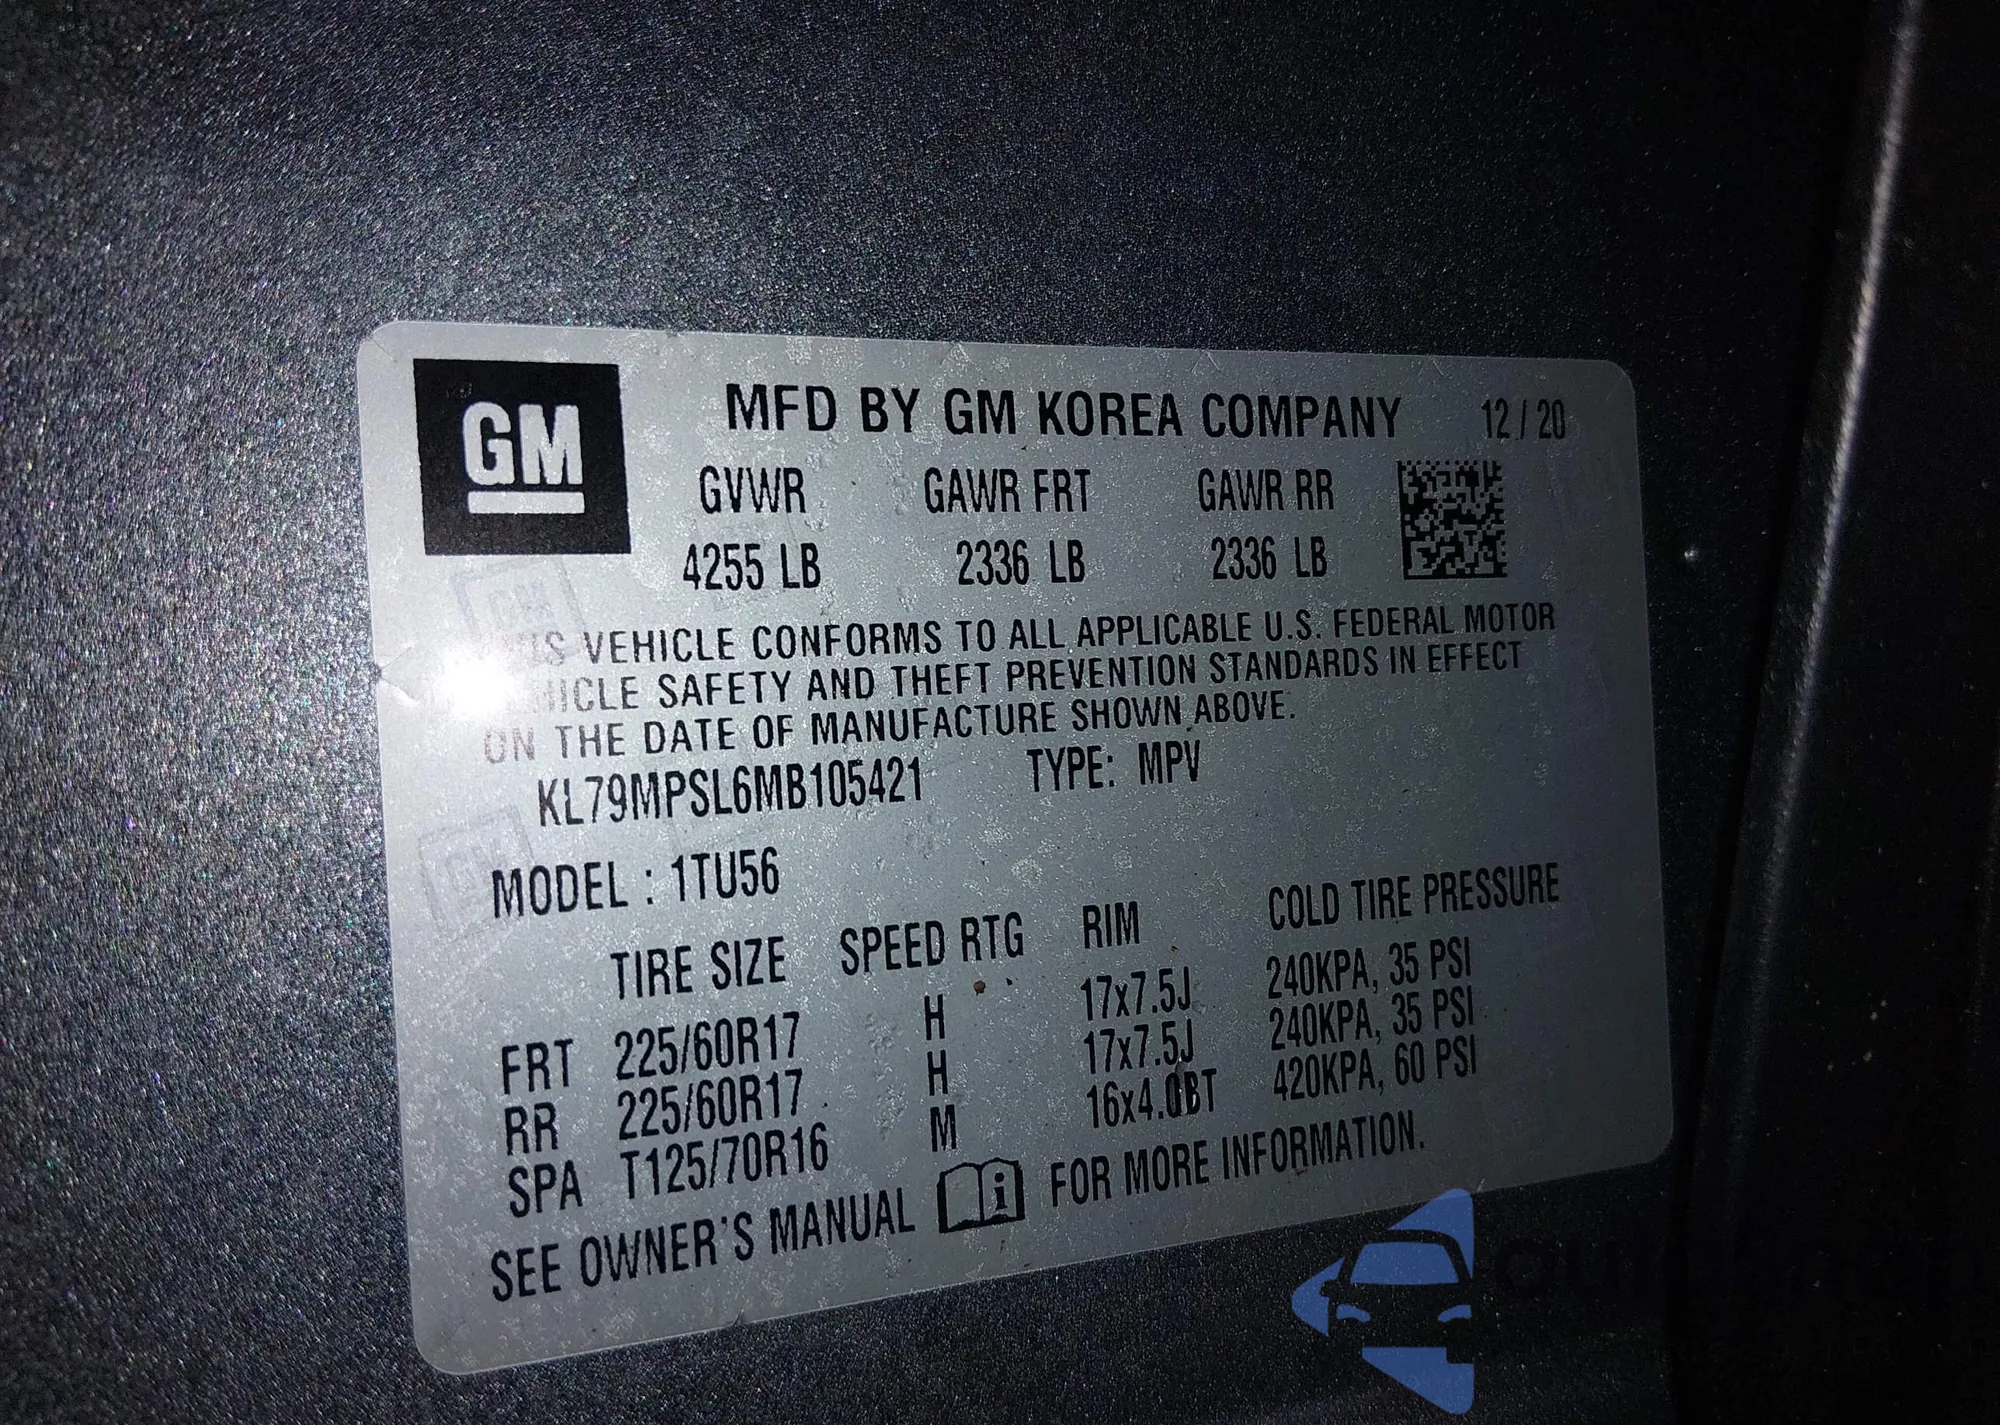 GM
MFD BY GM KOREA COMPANY 12/20
GVWR GAWR FRT GAWR RR
4255 LB 2336 LB 2336 LB
VEHICLE CONFORMS TO ALL APPLICABLE U.S. FEDERAL MOTOR
SAFETY AND THEFT PREVENTION STANDARDS IN EFFECT
ON THE DATE OF MANUFACTURE SHOWN ABOVE.
KL79MPSL6MB105421 TYPE: MPV
MODEL : 1TU56
TIRE SIZE SPEED RTG RIM COLD TIRE PRESSURE
FRT 225/60R17 H 17x7.5J 240KPA, 35 PSI
RR 225/60R17 H 17x7.5J 240KPA, 35 PSI
SPA T125/70R16 M 16x4.0BT 420KPA, 60 PSI
SEE OWNER'S MANUAL FOR MORE INFORMATION.